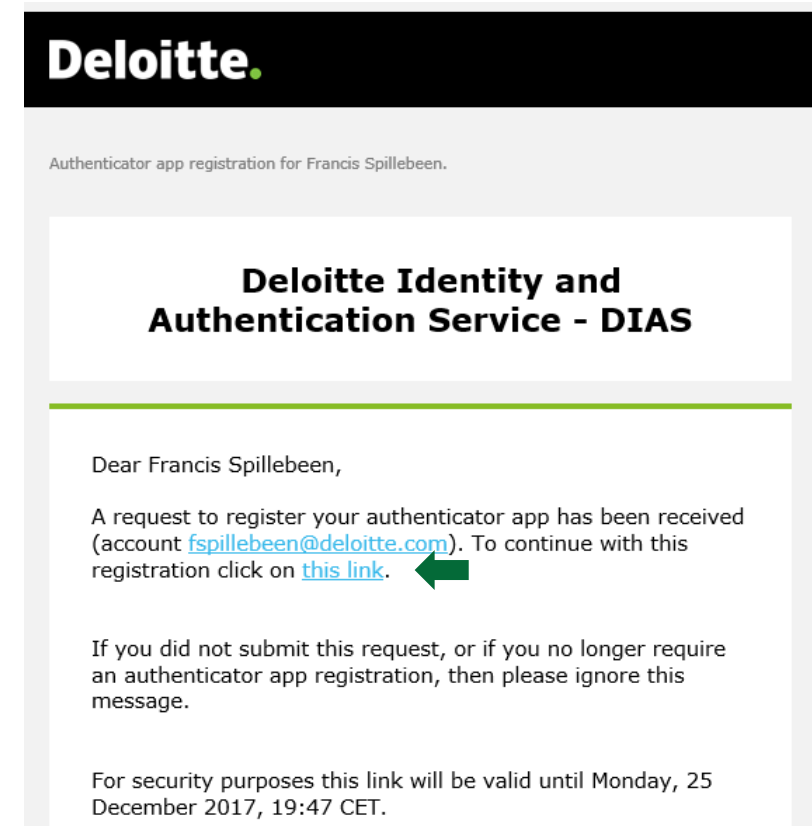 Deloitte.
Authenticator app registration for Francis Spillebeen.
Deloitte Identity and
Authentication Service - DIAS
Dear Francis Spillebeen,
A request to register your authenticator app has been received
(account fspillebeen@deloitte.com). To continue with this
registration click on this link.
If you did not submit this request, or if you no longer require
an authenticator app registration, then please ignore this
message.
For security purposes this link will be valid until Monday, 25
December 2017, 19:47 CET.